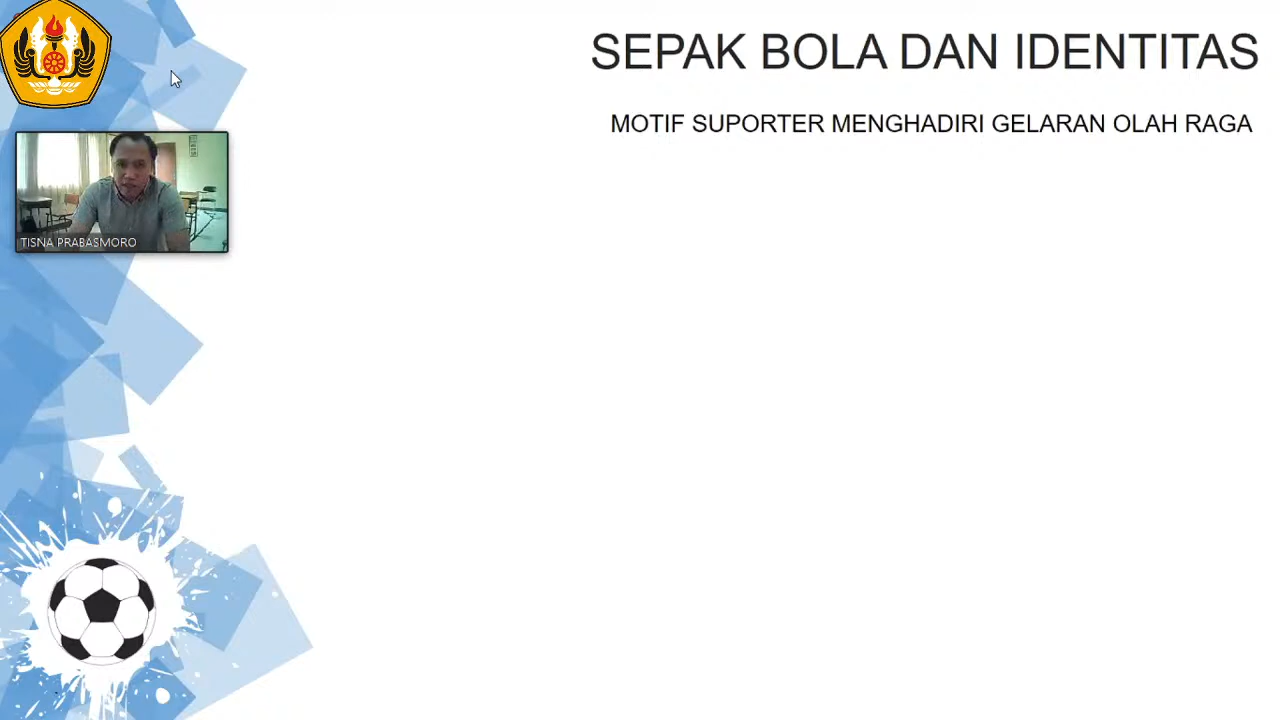 SEPAK BOLA DAN IDENTITAS
MOTIF SUPORTER MENGHADIRI GELARAN OLAH RAGA
TISNA PRABASMORO